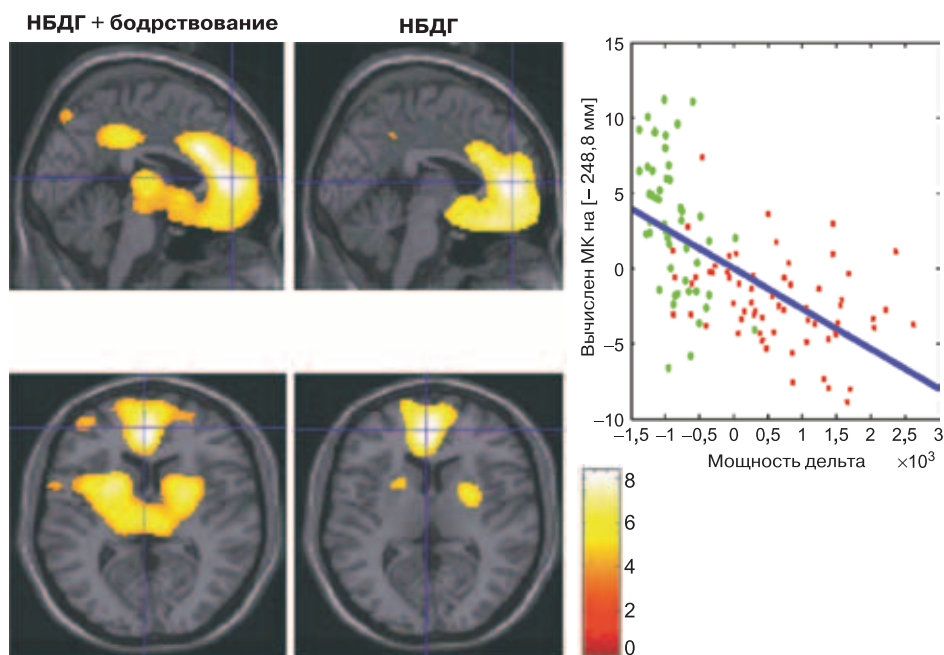 НБДГ + бодрствование
НБДГ
Вычислен МК на [– 248,8 мм]
15
10
5
0
–5
–10
–1,5 –1 –0,5 0 0,5 1 1,5 2 2,5 3
Мощность дельта ×10³
8
6
4
2
0